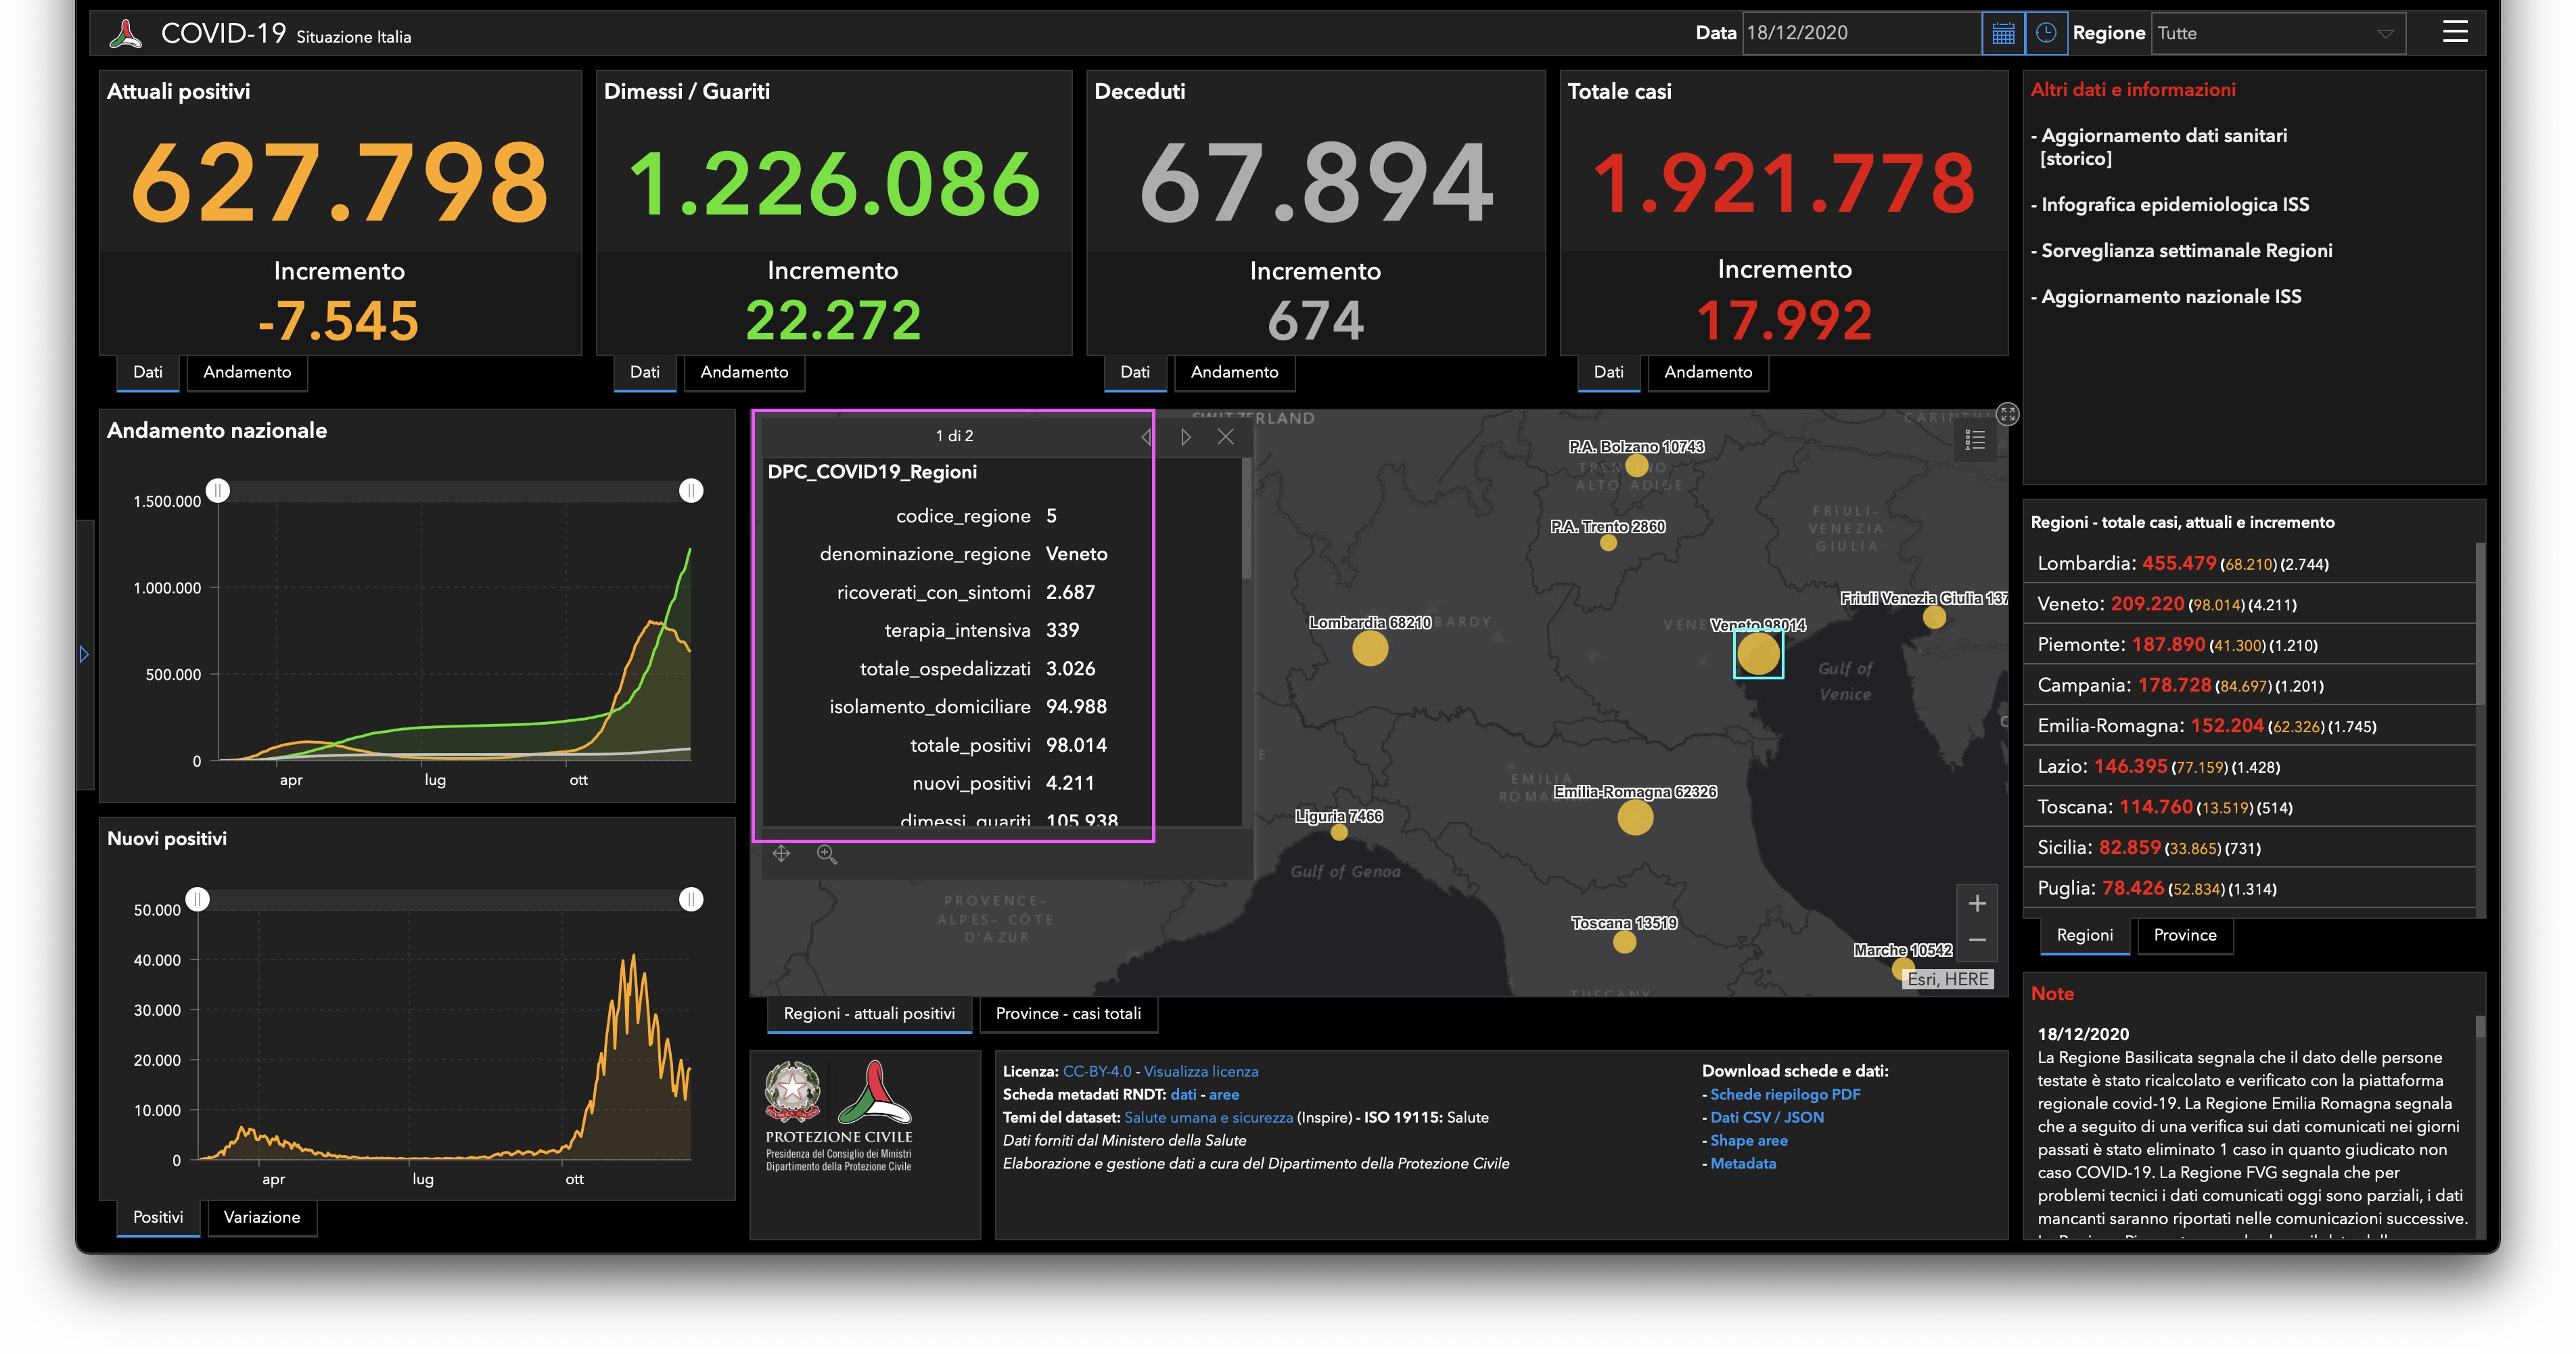 COVID-19 Situazione Italia
Data 18/12/2020
Regione Tutte
Attuali positivi
627.798
Incremento
-7.545
Dati Andamento
Dimessi / Guariti
1.226.086
Incremento
22.272
Dati Andamento
Deceduti
67.894
Incremento
674
Dati Andamento
Totale casi
1.921.778
Incremento
17.992
Dati Andamento
Altri dati e informazioni
- Aggiornamento dati sanitari
[storico]
- Infografica epidemiologica ISS
- Sorveglianza settimanale Regioni
- Aggiornamento nazionale ISS
Andamento nazionale
1.500.000
1.000.000
500.000
0
apr lug ott
Nuovi positivi
50.000
40.000
30.000
20.000
10.000
0
apr lug ott
Positivi Variazione
1 di 2
DPC_COVID19_Regioni
codice_regione 5
denominazione_regione Veneto
ricoverati_con_sintomi 2.687
terapia_intensiva 339
totale_ospedalizzati 3.026
isolamento_domiciliare 94.988
totale_positivi 98.014
nuovi_positivi 4.211
dimessi_guariti 105.938
SWITZERLAND
P.A. Bolzano 10743
TRENTINO
ALTO ADIGE
P.A. Trento 2860
FRIULI-
VENEZIA
GIULIA
Friuli Venezia Giulia 137
Lombardia 68210
BARDY
VENE
Veneto 98014
Gulf of
Venice
EMILIA
ROMAG
Emilia-Romagna 62326
Liguria 7466
Gulf of Genoa
PROVENCE-
ALPES- CÔTE
D'AZUR
Toscana 13519
Marche 10542
TUSCANY
Esri, HERE
Regioni - attuali positivi Province - casi totali
PROTEZIONE CIVILE
Presidenza del Consiglio dei Ministri
Dipartimento della Protezione Civile
Licenza: CC-BY-4.0 - Visualizza licenza
Scheda metadati RNDT: dati - aree
Temi del dataset: Salute umana e sicurezza (Inspire) - ISO 19115: Salute
Dati forniti dal Ministero della Salute
Elaborazione e gestione dati a cura del Dipartimento della Protezione Civile
Download schede e dati:
- Schede riepilogo PDF
- Dati CSV / JSON
- Shape aree
- Metadata
Regioni - totale casi, attuali e incremento
Lombardia: 455.479 (68.210) (2.744)
Veneto: 209.220 (98.014) (4.211)
Piemonte: 187.890 (41.300) (1.210)
Campania: 178.728 (84.697) (1.201)
Emilia-Romagna: 152.204 (62.326) (1.745)
Lazio: 146.395 (77.159) (1.428)
Toscana: 114.760 (13.519) (514)
Sicilia: 82.859 (33.865) (731)
Puglia: 78.426 (52.834) (1.314)
Regioni Province
Note
18/12/2020
La Regione Basilicata segnala che il dato delle persone
testate è stato ricalcolato e verificato con la piattaforma
regionale covid-19. La Regione Emilia Romagna segnala
che a seguito di una verifica sui dati comunicati nei giorni
passati è stato eliminato 1 caso in quanto giudicato non
caso COVID-19. La Regione FVG segnala che per
problemi tecnici i dati comunicati oggi sono parziali, i dati
mancanti saranno riportati nelle comunicazioni successive.